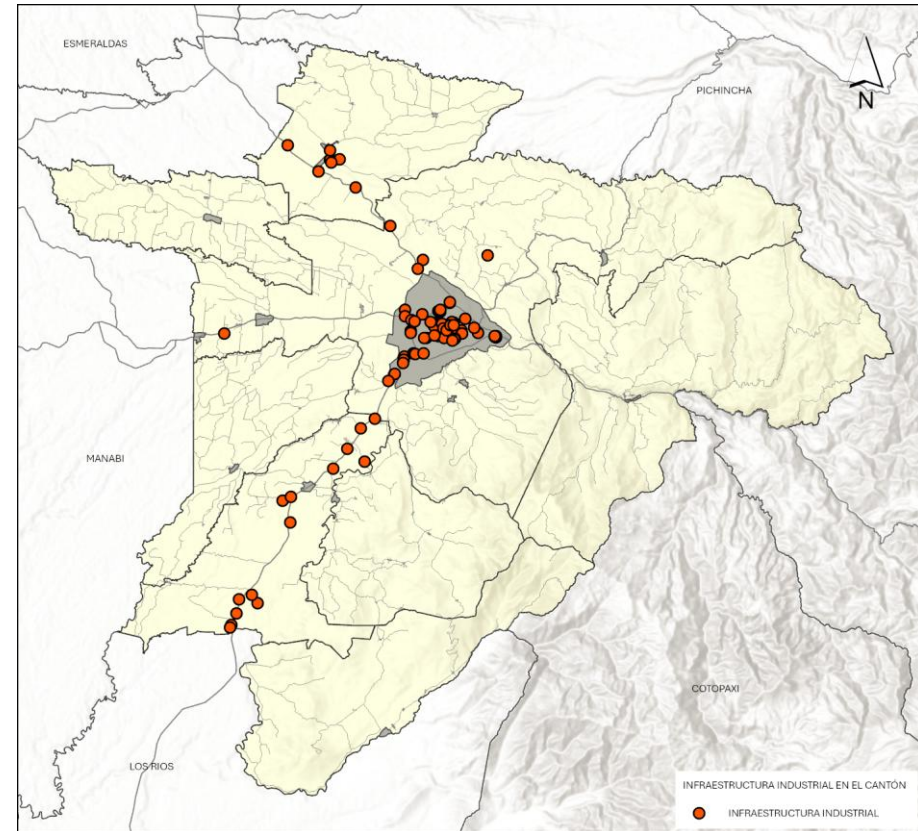 ESMERALDAS
PICHINCHA
N
MANABI
COTOPAXI
LOS RIOS
INFRAESTRUCTURA INDUSTRIAL EN EL CANTÓN
INFRAESTRUCTURA INDUSTRIAL